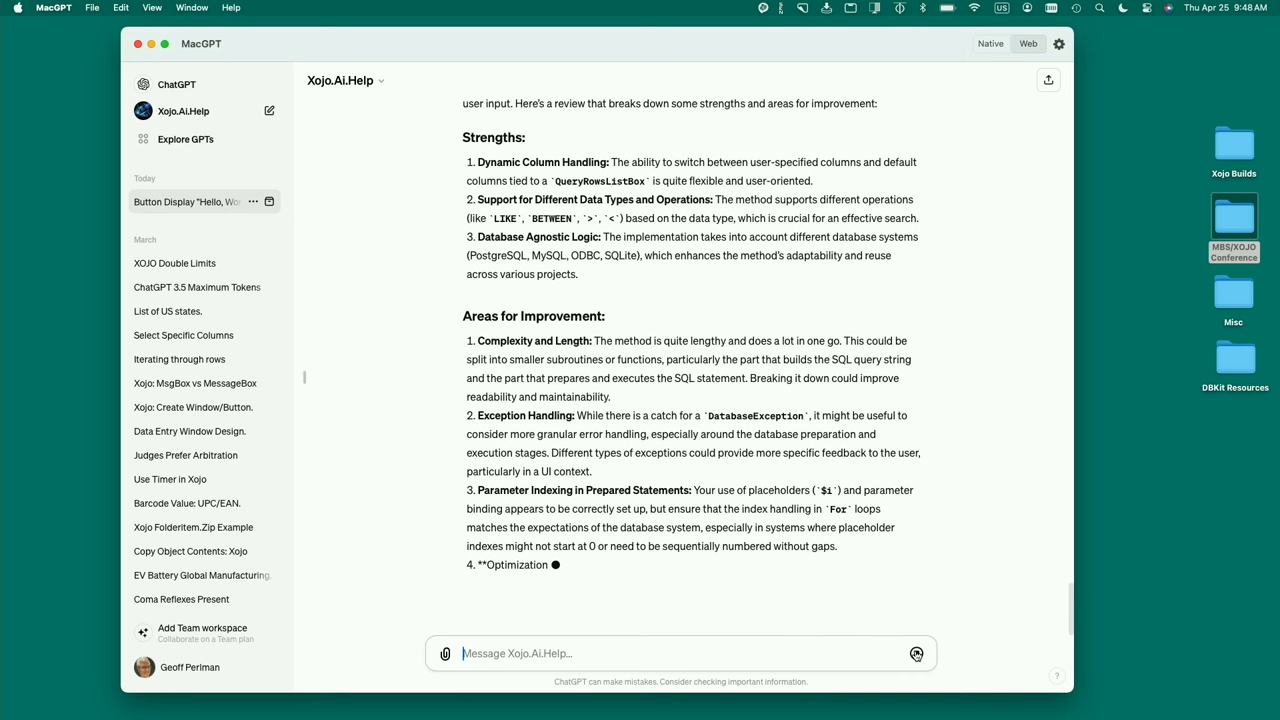 MacGPT File Edit View Window Help
US
Thu Apr 25 9:48 AM
MacGPT
Native Web
ChatGPT
Xojo.Ai.Help
Explore GPTs
Today
Button Display "Hello, Wor
March
XOJO Double Limits
ChatGPT 3.5 Maximum Tokens
List of US states.
Select Specific Columns
Iterating through rows
Xojo: MsgBox vs MessageBox
Xojo: Create Window/Button.
Data Entry Window Design.
Judges Prefer Arbitration
Use Timer in Xojo
Barcode Value: UPC/EAN.
Xojo Folderitem.Zip Example
Copy Object Contents: Xojo
EV Battery Global Manufacturing.
Coma Reflexes Present
Add Team workspace
Collaborate on a Team plan
Geoff Perlman
Xojo.Ai.Help
user input. Here's a review that breaks down some strengths and areas for improvement:
Strengths:
1. Dynamic Column Handling: The ability to switch between user-specified columns and default
columns tied to a `QueryRowsListBox` is quite flexible and user-oriented.
2. Support for Different Data Types and Operations: The method supports different operations
(like `LIKE`, `BETWEEN`, `>`, `<`) based on the data type, which is crucial for an effective search.
3. Database Agnostic Logic: The implementation takes into account different database systems
(PostgreSQL, MySQL, ODBC, SQLite), which enhances the method's adaptability and reuse
across various projects.
Areas for Improvement:
1. Complexity and Length: The method is quite lengthy and does a lot in one go. This could be
split into smaller subroutines or functions, particularly the part that builds the SQL query string
and the part that prepares and executes the SQL statement. Breaking it down could improve
readability and maintainability.
2. Exception Handling: While there is a catch for a `DatabaseException`, it might be useful to
consider more granular error handling, especially around the database preparation and
execution stages. Different types of exceptions could provide more specific feedback to the user,
particularly in a UI context.
3. Parameter Indexing in Prepared Statements: Your use of placeholders (`$i`) and parameter
binding appears to be correctly set up, but ensure that the index handling in `For` loops
matches the expectations of the database system, especially in systems where placeholder
indexes might not start at 0 or need to be sequentially numbered without gaps.
4. **Optimization
Message Xojo.Ai.Help...
ChatGPT can make mistakes. Consider checking important information.
?
Xojo Builds
MBS/XOJO
Conference
Misc
DBKit Resources